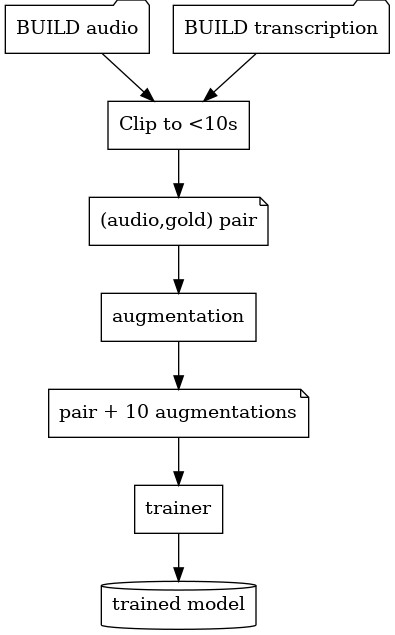 BUILD audio
BUILD transcription
Clip to <10s
(audio,gold) pair
augmentation
pair + 10 augmentations
trainer
trained model